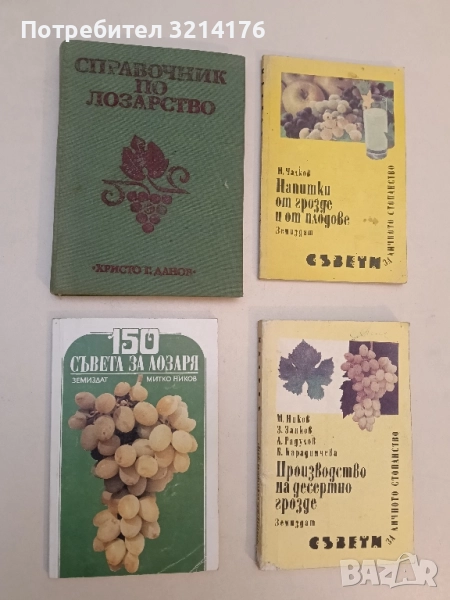 Потребител 3214176
СПРАВОЧНИК
ПО
ЛОЗАРСТВО
·ХРИСТО Г. ДАНОВ·
Н. Чалков
Напитки
от грозде
и от плодове
Земиздат
СЪВЕТИ
ЗА
ЛИЧНОТО СТОПАНСТВО
150
СЪВЕТА ЗА ЛОЗАРЯ
ЗЕМИЗДАТ
МИТКО НИКОВ
М. Ников
З. Занков
А. Радулов
В. Карадимчева
Производство
на десертно
грозде
Земиздат
СЪВЕТИ
ЗА
ЛИЧНОТО СТОПАНСТВО
BAZAR